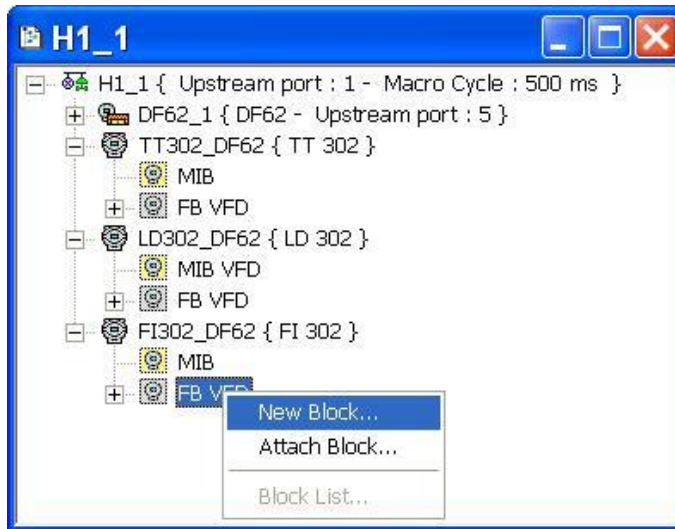 H1_1
H1_1 { Upstream port : 1 - Macro Cycle : 500 ms }
DF62_1 { DF62 - Upstream port : 5 }
TT302_DF62 { TT 302 }
MIB
FB VFD
LD302_DF62 { LD 302 }
MIB VFD
FB VFD
FI302_DF62 { FI 302 }
MIB
FB VFD
New Block...
Attach Block...
Block List...